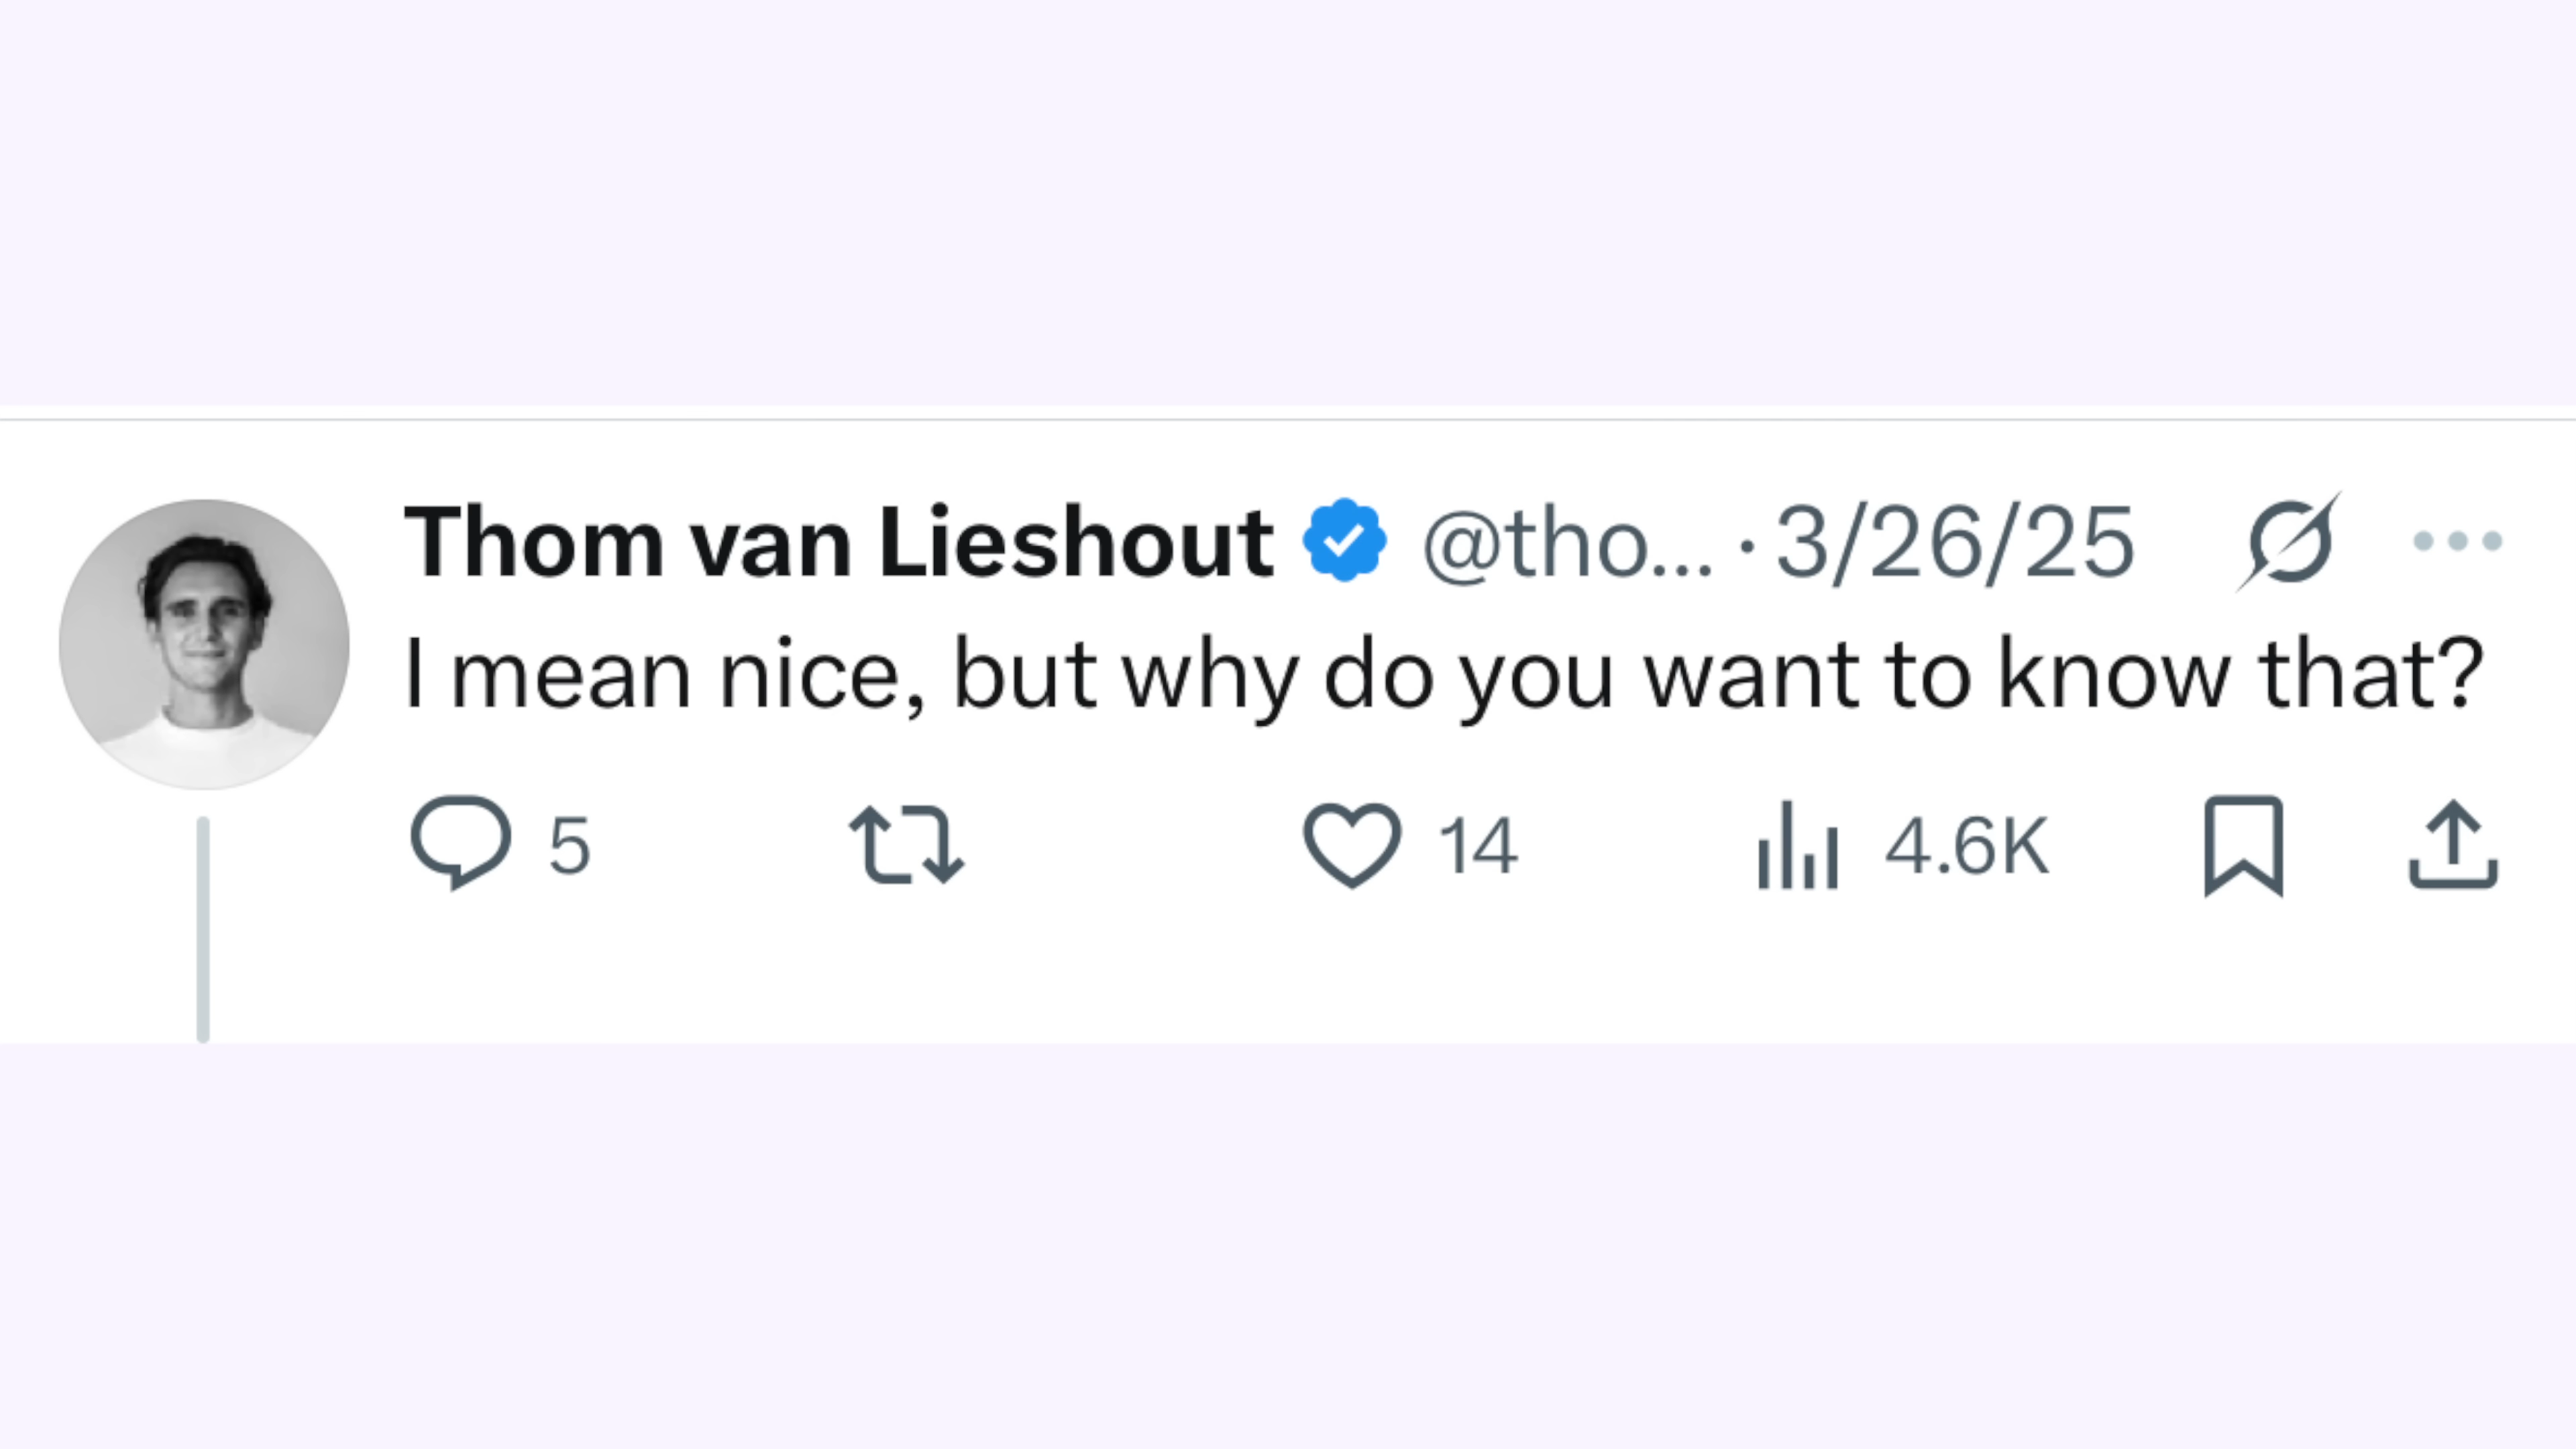 Thom van Lieshout @tho... · 3/26/25
I mean nice, but why do you want to know that?
5 14 4.6K